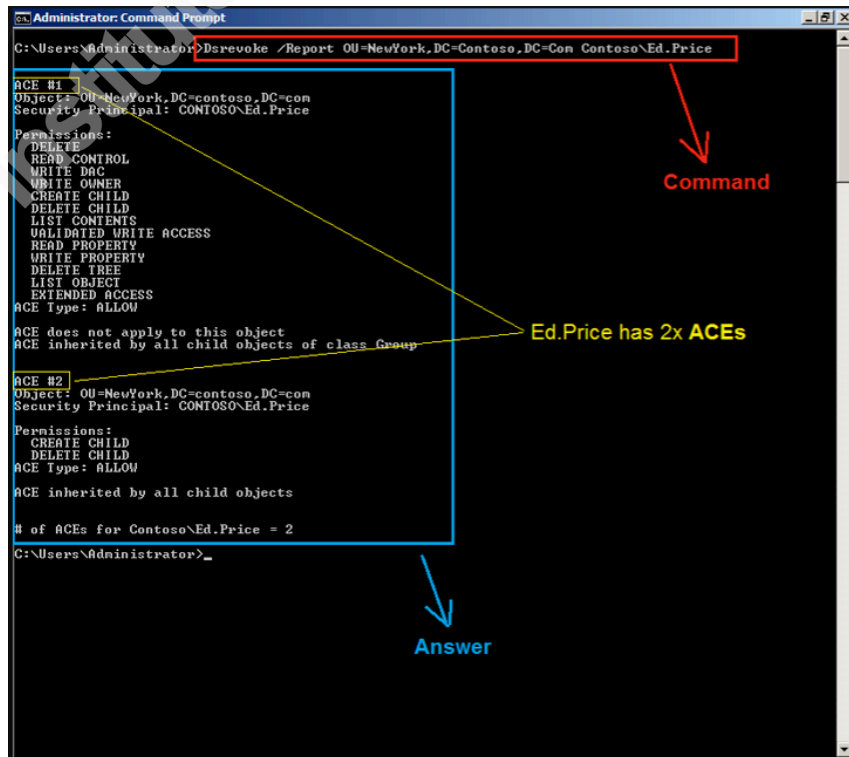 Administrator: Command Prompt
C:\Users\Administrator>Dsrevoke /Report OU=NewYork,DC=Contoso,DC=Com Contoso\Ed.Price
ACE #1
Object: OU=NewYork,DC=contoso,DC=com
Security Principal: CONTOSO\Ed.Price
Permissions:
DELETE
READ CONTROL
WRITE DAC
WRITE OWNER
CREATE CHILD
DELETE CHILD
LIST CONTENTS
VALIDATED WRITE ACCESS
READ PROPERTY
WRITE PROPERTY
DELETE TREE
LIST OBJECT
EXTENDED ACCESS
ACE Type: ALLOW
ACE does not apply to this object
ACE inherited by all child objects of class Group
ACE #2
Object: OU=NewYork,DC=contoso,DC=com
Security Principal: CONTOSO\Ed.Price
Permissions:
CREATE CHILD
DELETE CHILD
ACE Type: ALLOW
ACE inherited by all child objects
# of ACEs for Contoso\Ed.Price = 2
C:\Users\Administrator>_
Command
Ed.Price has 2x ACEs
Answer